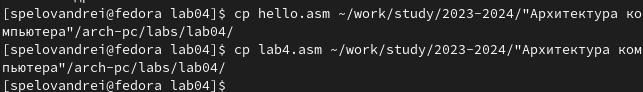 [spelovandrei@fedora lab04]$ cp hello.asm ~/work/study/2023-2024/"Архитектура ко
мпьютера"/arch-pc/labs/lab04/
[spelovandrei@fedora lab04]$ cp lab4.asm ~/work/study/2023-2024/"Архитектура ком
пьютера"/arch-pc/labs/lab04/
[spelovandrei@fedora lab04]$